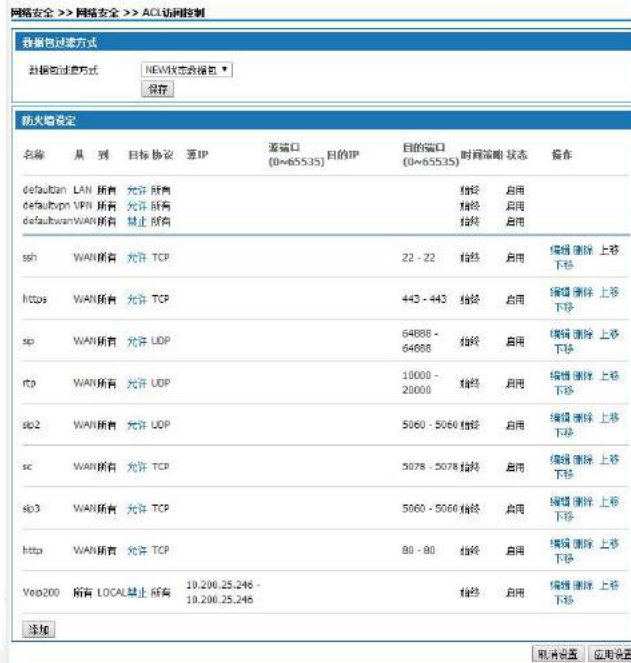 网络安全 >> 网络安全 >> ACL访问控制
数据包过滤方式
数据包过滤方式 NEW状态数据包
保存
防火墙设定
名称 从 到 目标 协议 源IP 源端口 (0~65535) 目的IP 目的端口 (0~65535) 时间策略 状态 操作
defaultlan LAN 所有 允许 所有 始终 启用
defaultvpn VPN 所有 允许 所有 始终 启用
defaultwan WAN 所有 禁止 所有 始终 启用
ssh WAN 所有 允许 TCP 22 - 22 始终 启用 编辑 删除 上移 下移
https WAN 所有 允许 TCP 443 - 443 始终 启用 编辑 删除 上移 下移
sip WAN 所有 允许 UDP 64888 - 64888 始终 启用 编辑 删除 上移 下移
rtp WAN 所有 允许 UDP 10000 - 20000 始终 启用 编辑 删除 上移 下移
sip2 WAN 所有 允许 UDP 5060 - 5060 始终 启用 编辑 删除 上移 下移
sc WAN 所有 允许 TCP 5078 - 5078 始终 启用 编辑 删除 上移 下移
sip3 WAN 所有 允许 TCP 5060 - 5060 始终 启用 编辑 删除 上移 下移
http WAN 所有 允许 TCP 80 - 80 始终 启用 编辑 删除 上移 下移
Voip200 所有 LOCAL 禁止 所有 10.200.25.246 - 10.200.25.246 始终 启用 编辑 删除 上移 下移
添加
取消设置 应用设置